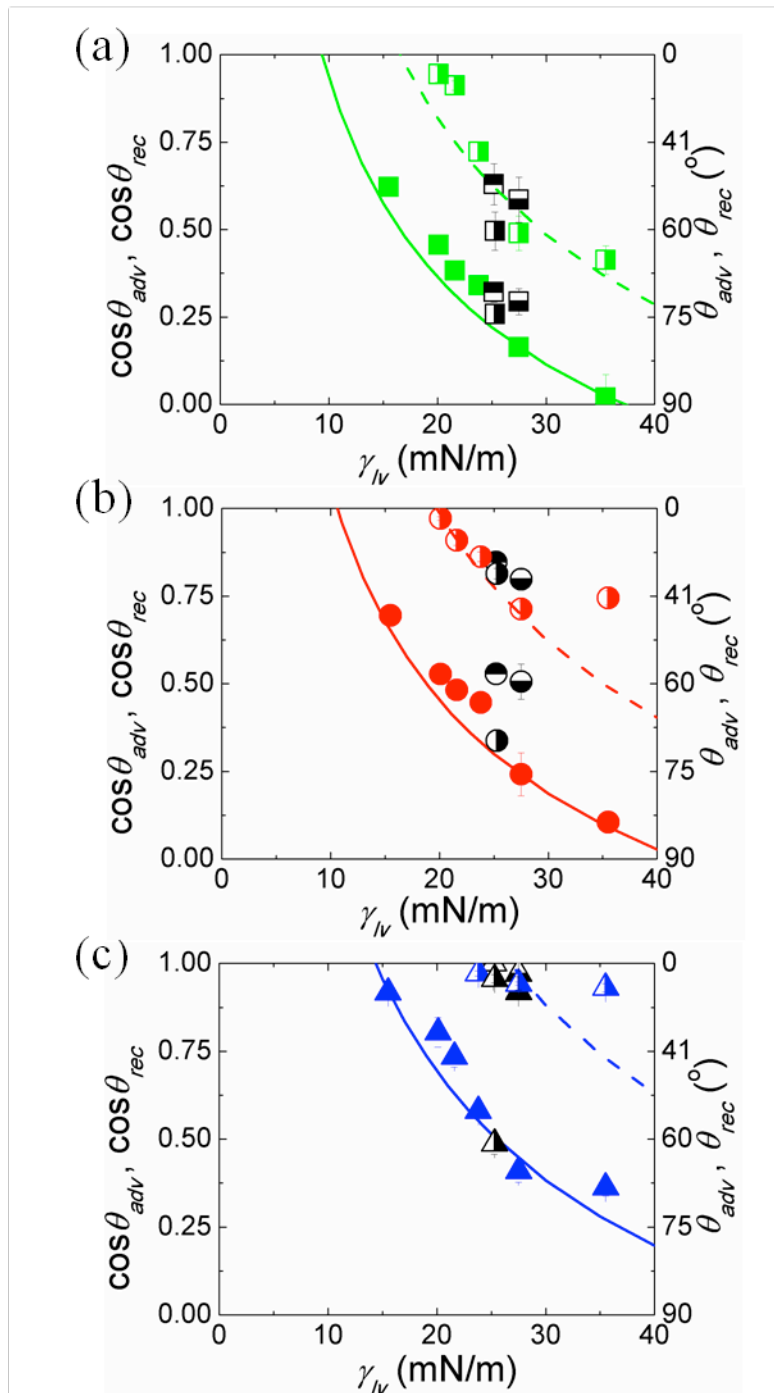 (a)
1.00
0.75
0.50
0.25
0.00
cosθadv, cosθrec
0
41
60
75
90
θadv, θrec (º)
0 10 20 30 40
γlv (mN/m)
(b)
1.00
0.75
0.50
0.25
0.00
cosθadv, cosθrec
0
41
60
75
90
θadv, θrec (º)
0 10 20 30 40
γlv (mN/m)
(c)
1.00
0.75
0.50
0.25
0.00
cosθadv, cosθrec
0
41
60
75
90
θadv, θrec (º)
0 10 20 30 40
γlv (mN/m)